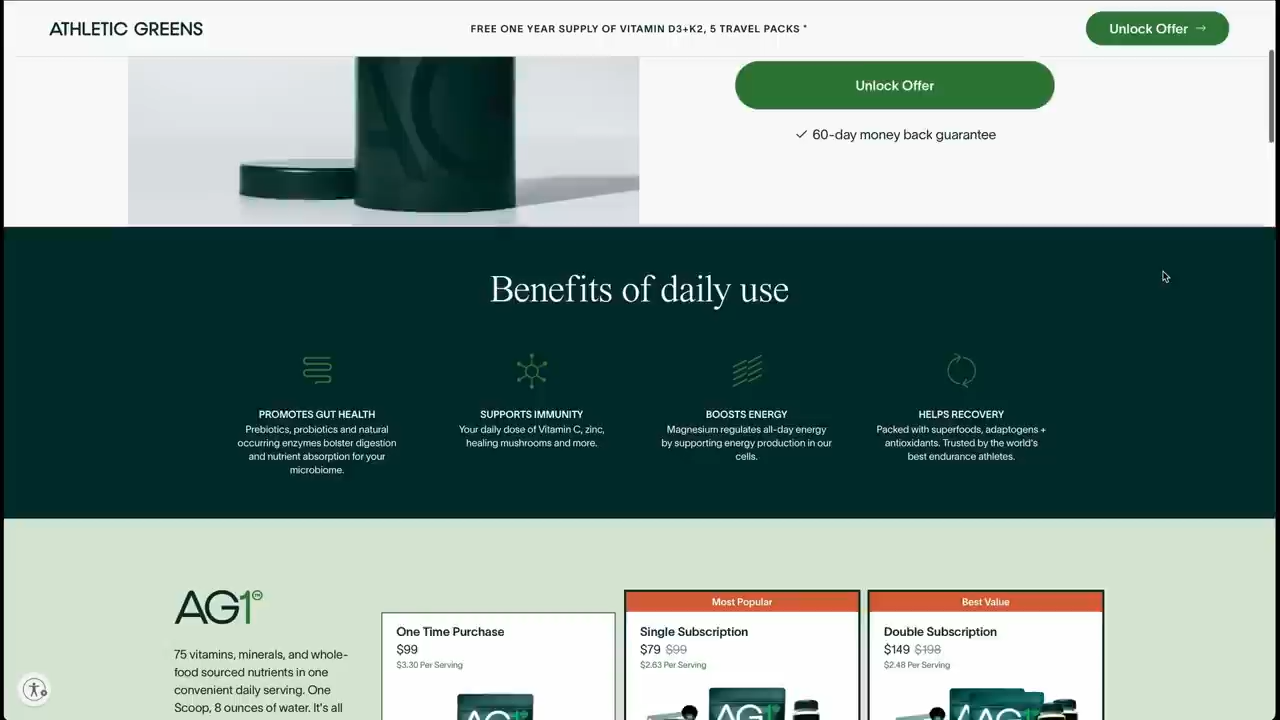 ATHLETIC GREENS
FREE ONE YEAR SUPPLY OF VITAMIN D3+K2, 5 TRAVEL PACKS *
Unlock Offer →
Unlock Offer
✓ 60-day money back guarantee
Benefits of daily use
PROMOTES GUT HEALTH
Prebiotics, probiotics and natural
occurring enzymes bolster digestion
and nutrient absorption for your
microbiome.
SUPPORTS IMMUNITY
Your daily dose of Vitamin C, zinc,
healing mushrooms and more.
BOOSTS ENERGY
Magnesium regulates all-day energy
by supporting energy production in our
cells.
HELPS RECOVERY
Packed with superfoods, adaptogens +
antioxidants. Trusted by the world's
best endurance athletes.
AG1
75 vitamins, minerals, and whole-
food sourced nutrients in one
convenient daily serving. One
Scoop, 8 ounces of water. It's all
One Time Purchase
$99
$3.30 Per Serving
AG1
Most Popular
Single Subscription
$79 $99
$2.63 Per Serving
AG1
Best Value
Double Subscription
$149 $198
$2.48 Per Serving
AG1